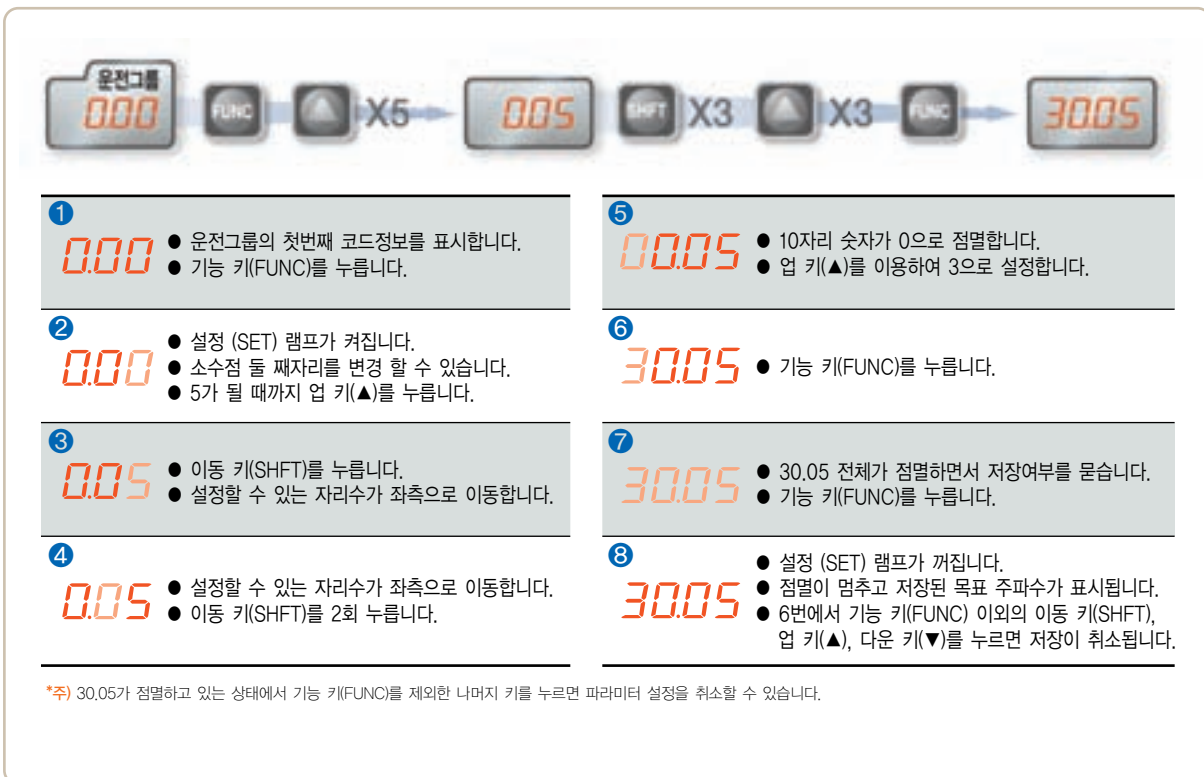 운전그룹
0.00 FUNC ▲ X5 0.05 SHFT X3 ▲ X3 FUNC 30.05
❶
0.00
● 운전그룹의 첫번째 코드정보를 표시합니다.
● 기능 키(FUNC)를 누릅니다.
❷
0.00
● 설정 (SET) 램프가 켜집니다.
● 소수점 둘 째자리를 변경 할 수 있습니다.
● 5가 될 때까지 업 키(▲)를 누릅니다.
❸
0.05
● 이동 키(SHFT)를 누릅니다.
● 설정할 수 있는 자리수가 좌측으로 이동합니다.
❹
0.05
● 설정할 수 있는 자리수가 좌측으로 이동합니다.
● 이동 키(SHFT)를 2회 누릅니다.
❺
00.05
● 10자리 숫자가 0으로 점멸합니다.
● 업 키(▲)를 이용하여 3으로 설정합니다.
❻
30.05
● 기능 키(FUNC)를 누릅니다.
❼
30.05
● 30.05 전체가 점멸하면서 저장여부를 묻습니다.
● 기능 키(FUNC)를 누릅니다.
❽
30.05
● 설정 (SET) 램프가 꺼집니다.
● 점멸이 멈추고 저장된 목표 주파수가 표시됩니다.
● 6번에서 기능 키(FUNC) 이외의 이동 키(SHFT),
업 키(▲), 다운 키(▼)를 누르면 저장이 취소됩니다.
*주) 30.05가 점멸하고 있는 상태에서 기능 키(FUNC)를 제외한 나머지 키를 누르면 파라미터 설정을 취소할 수 있습니다.